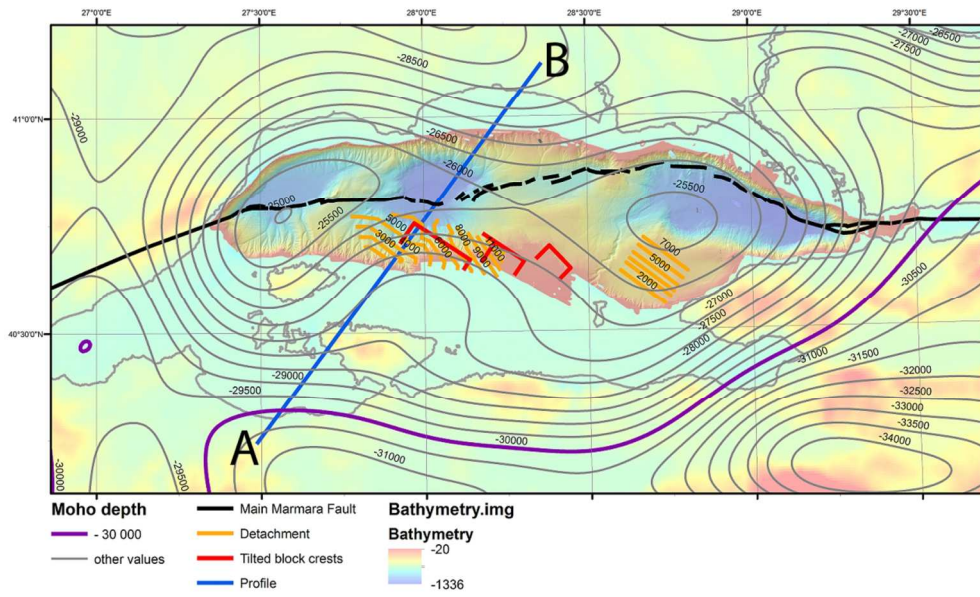 27°0'0"E 27°30'0"E 28°0'0"E 28°30'0"E 29°0'0"E 29°30'0"E
-27000 -26500
-27500
-28500
B
-29000
41°0'0"N
-26500
-26000
-25500
-25000
-25500
5000 8000
3000 9000
7000
5000
2000
-30500
-27000
-27500
-28000
40°30'0"N
-31000 -31500
-29000
-32000
-29500
-32500
-33000
-33500
-34000
A
-30000
-31000
-30000
-29500
Moho depth
- 30 000
other values
Main Marmara Fault
Detachment
Tilted block crests
Profile
Bathymetry.img
Bathymetry
-20
-1336